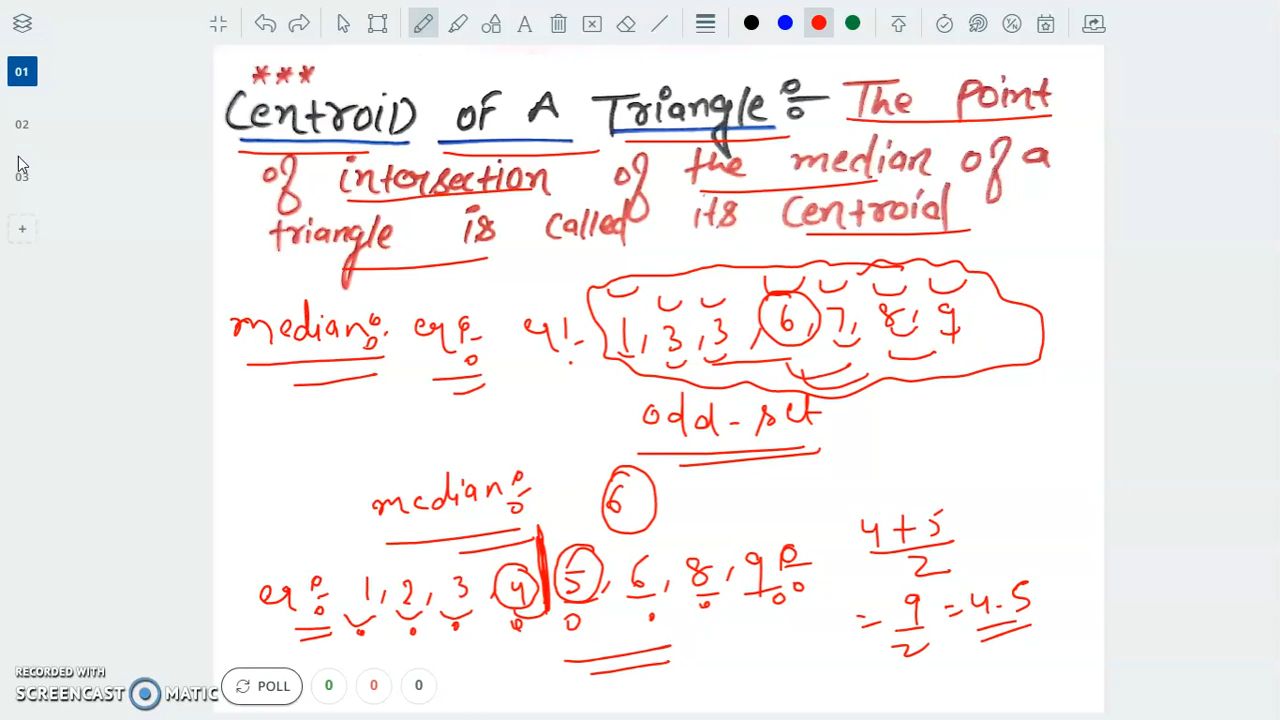 01
02
03
***
Centroid of A Triangle :- The point
of intersection of the median of a
triangle is called its Centroid
median :- eg :- eg :- 1, 3, 3, 6, 7, 8, 9
odd - set
median :- 6
eg :- 1, 2, 3, 4, 5, 6, 8, 9 :-
4+5
2
= 9/2 = 4.5
RECORDED WITH
SCREENCAST MATIC
POLL 0 0 0